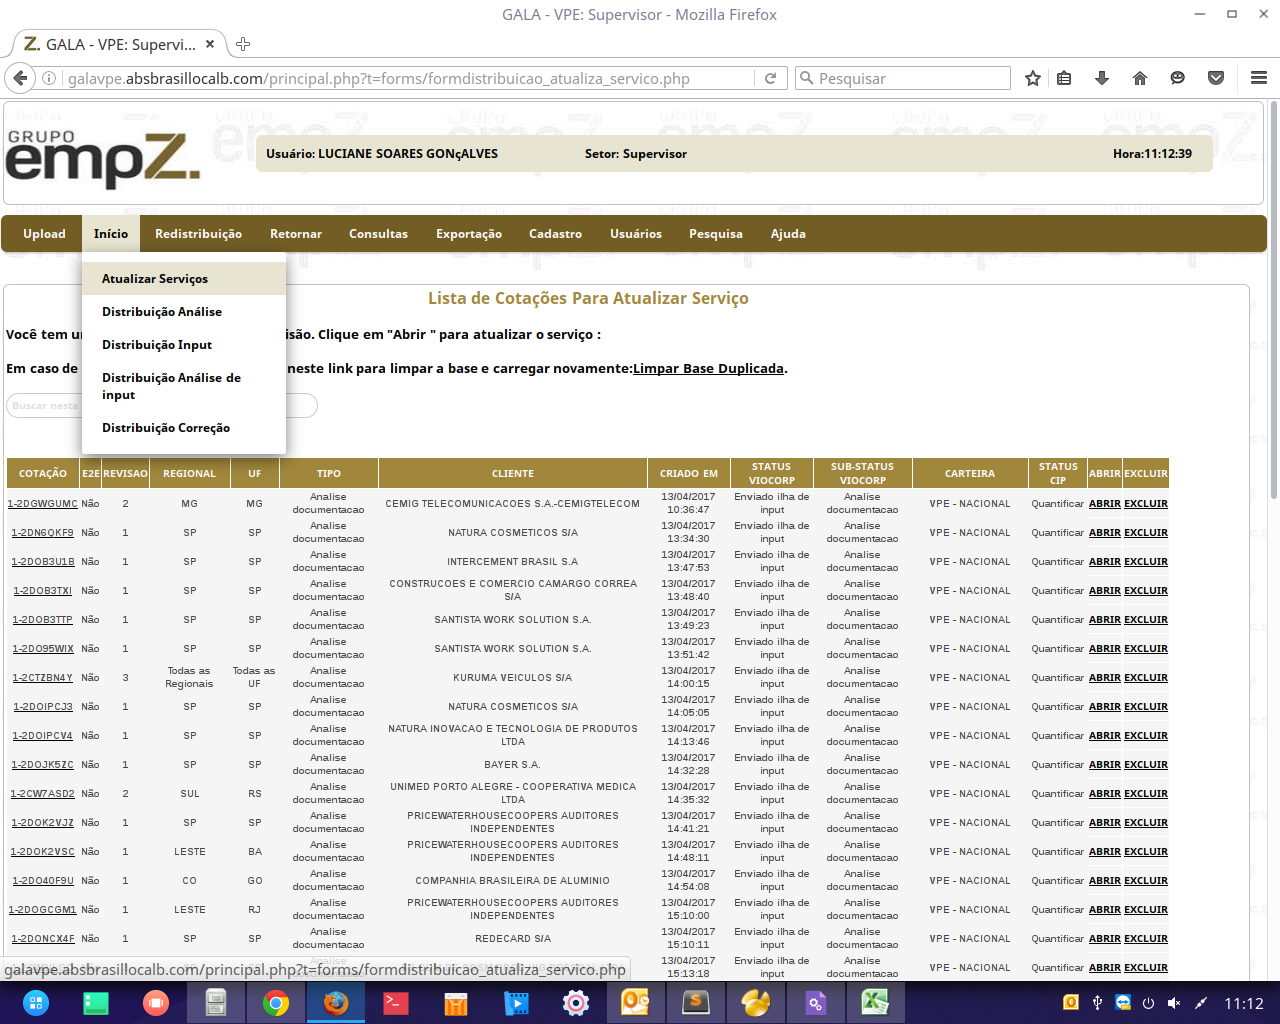 GALA - VPE: Supervisor - Mozilla Firefox
Z. GALA - VPE: Supervi...
galavpe.absbrasillocalb.com/principal.php?t=forms/formdistribuicao_atualiza_servico.php
Pesquisar
GRUPO
empZ.
Usuário: LUCIANE SOARES GONçALVES Setor: Supervisor Hora:11:12:39
Upload Início Redistribuição Retornar Consultas Exportação Cadastro Usuários Pesquisa Ajuda
Atualizar Serviços
Distribuição Análise
Distribuição Input
Distribuição Análise de
input
Distribuição Correção
Lista de Cotações Para Atualizar Serviço
Você tem isão. Clique em "Abrir " para atualizar o serviço :
Em caso de neste link para limpar a base e carregar novamente:Limpar Base Duplicada.
Buscar nesta
COTAÇÃO E2E REVISAO REGIONAL UF TIPO CLIENTE CRIADO EM STATUS VIOCORP SUB-STATUS VIOCORP CARTEIRA STATUS CIP ABRIR EXCLUIR
1-2DGWGUMC Não 2 MG MG Analise documentacao CEMIG TELECOMUNICACOES S.A.-CEMIGTELECOM 13/04/2017 10:36:47 Enviado ilha de input Analise documentacao VPE - NACIONAL Quantificar ABRIR EXCLUIR
1-2DN6QKF9 Não 1 SP SP Analise documentacao NATURA COSMETICOS S/A 13/04/2017 13:34:30 Enviado ilha de input Analise documentacao VPE - NACIONAL Quantificar ABRIR EXCLUIR
1-2DOB3U1B Não 1 SP SP Analise documentacao INTERCEMENT BRASIL S.A 13/04/2017 13:47:53 Enviado ilha de input Analise documentacao VPE - NACIONAL Quantificar ABRIR EXCLUIR
1-2DOB3TXI Não 1 SP SP Analise documentacao CONSTRUCOES E COMERCIO CAMARGO CORREA S/A 13/04/2017 13:48:40 Enviado ilha de input Analise documentacao VPE - NACIONAL Quantificar ABRIR EXCLUIR
1-2DOB3TTP Não 1 SP SP Analise documentacao SANTISTA WORK SOLUTION S.A. 13/04/2017 13:49:23 Enviado ilha de input Analise documentacao VPE - NACIONAL Quantificar ABRIR EXCLUIR
1-2DO95WIX Não 1 SP SP Analise documentacao SANTISTA WORK SOLUTION S.A. 13/04/2017 13:51:42 Enviado ilha de input Analise documentacao VPE - NACIONAL Quantificar ABRIR EXCLUIR
1-2CTZBN4Y Não 3 Todas as Regionais Todas as UF Analise documentacao KURUMA VEICULOS S/A 13/04/2017 14:00:15 Enviado ilha de input Analise documentacao VPE - NACIONAL Quantificar ABRIR EXCLUIR
1-2DOIPCJ3 Não 1 SP SP Analise documentacao NATURA COSMETICOS S/A 13/04/2017 14:05:05 Enviado ilha de input Analise documentacao VPE - NACIONAL Quantificar ABRIR EXCLUIR
1-2DOIPCV4 Não 1 SP SP Analise documentacao NATURA INOVACAO E TECNOLOGIA DE PRODUTOS LTDA 13/04/2017 14:13:46 Enviado ilha de input Analise documentacao VPE - NACIONAL Quantificar ABRIR EXCLUIR
1-2DOJK5ZC Não 1 SP SP Analise documentacao BAYER S.A. 13/04/2017 14:32:28 Enviado ilha de input Analise documentacao VPE - NACIONAL Quantificar ABRIR EXCLUIR
1-2CW7ASD2 Não 2 SUL RS Analise documentacao UNIMED PORTO ALEGRE - COOPERATIVA MEDICA LTDA 13/04/2017 14:35:32 Enviado ilha de input Analise documentacao VPE - NACIONAL Quantificar ABRIR EXCLUIR
1-2DOK2VJZ Não 1 SP SP Analise documentacao PRICEWATERHOUSECOOPERS AUDITORES INDEPENDENTES 13/04/2017 14:41:21 Enviado ilha de input Analise documentacao VPE - NACIONAL Quantificar ABRIR EXCLUIR
1-2DOK2VSC Não 1 LESTE BA Analise documentacao PRICEWATERHOUSECOOPERS AUDITORES INDEPENDENTES 13/04/2017 14:48:11 Enviado ilha de input Analise documentacao VPE - NACIONAL Quantificar ABRIR EXCLUIR
1-2DO40F9U Não 1 CO GO Analise documentacao COMPANHIA BRASILEIRA DE ALUMINIO 13/04/2017 14:54:08 Enviado ilha de input Analise documentacao VPE - NACIONAL Quantificar ABRIR EXCLUIR
1-2DOGCGM1 Não 1 LESTE RJ Analise documentacao PRICEWATERHOUSECOOPERS AUDITORES INDEPENDENTES 13/04/2017 15:10:00 Enviado ilha de input Analise documentacao VPE - NACIONAL Quantificar ABRIR EXCLUIR
1-2DONCX4F Não 1 SP SP Analise documentacao REDECARD S/A 13/04/2017 15:10:11 Enviado ilha de input Analise documentacao VPE - NACIONAL Quantificar ABRIR EXCLUIR
13/04/2017 15:13:18 Enviado ilha de input Analise documentacao VPE - NACIONAL Quantificar ABRIR EXCLUIR
galavpe.absbrasillocalb.com/principal.php?t=forms/formdistribuicao_atualiza_servico.php
11:12